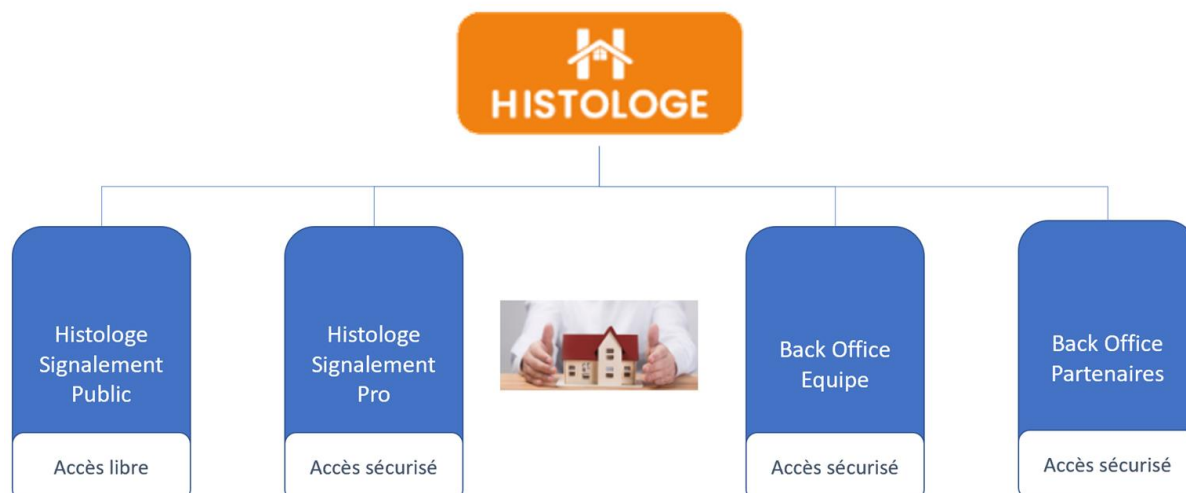 HISTOLOGE
Histologe
Signalement
Public
Accès libre
Histologe
Signalement
Pro
Accès sécurisé
Back Office
Equipe
Accès sécurisé
Back Office
Partenaires
Accès sécurisé